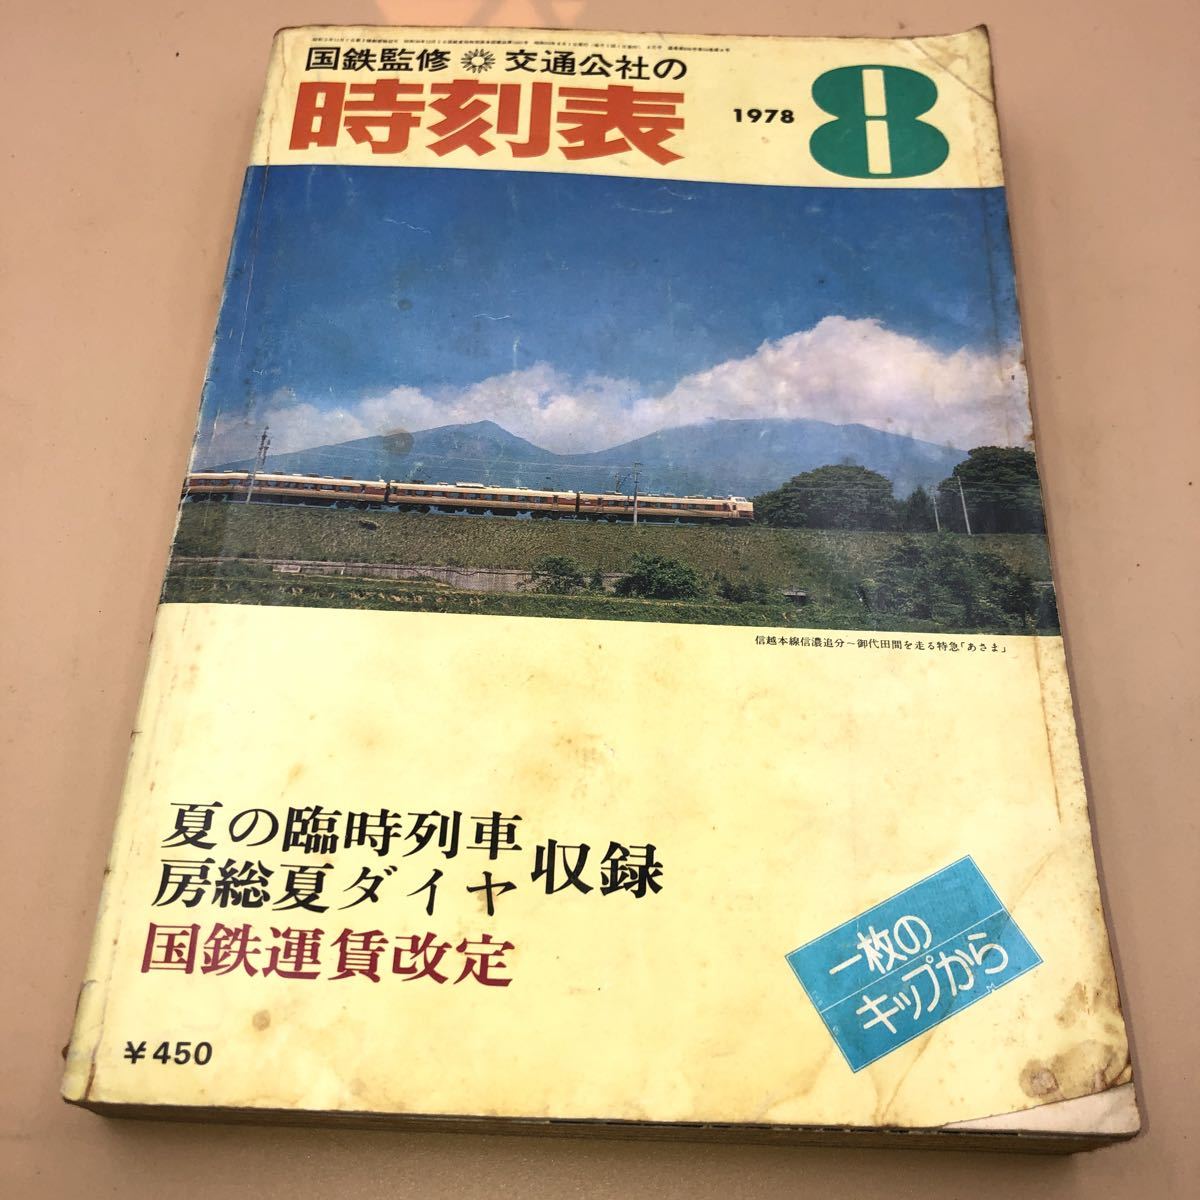 国鉄監修 交通公社の
時刻表
1978 8
信越本線信濃追分〜御代田間を走る特急「あさま」
夏の臨時列車
房総夏ダイヤ
収録
国鉄運賃改定
一枚の
キップから
¥450